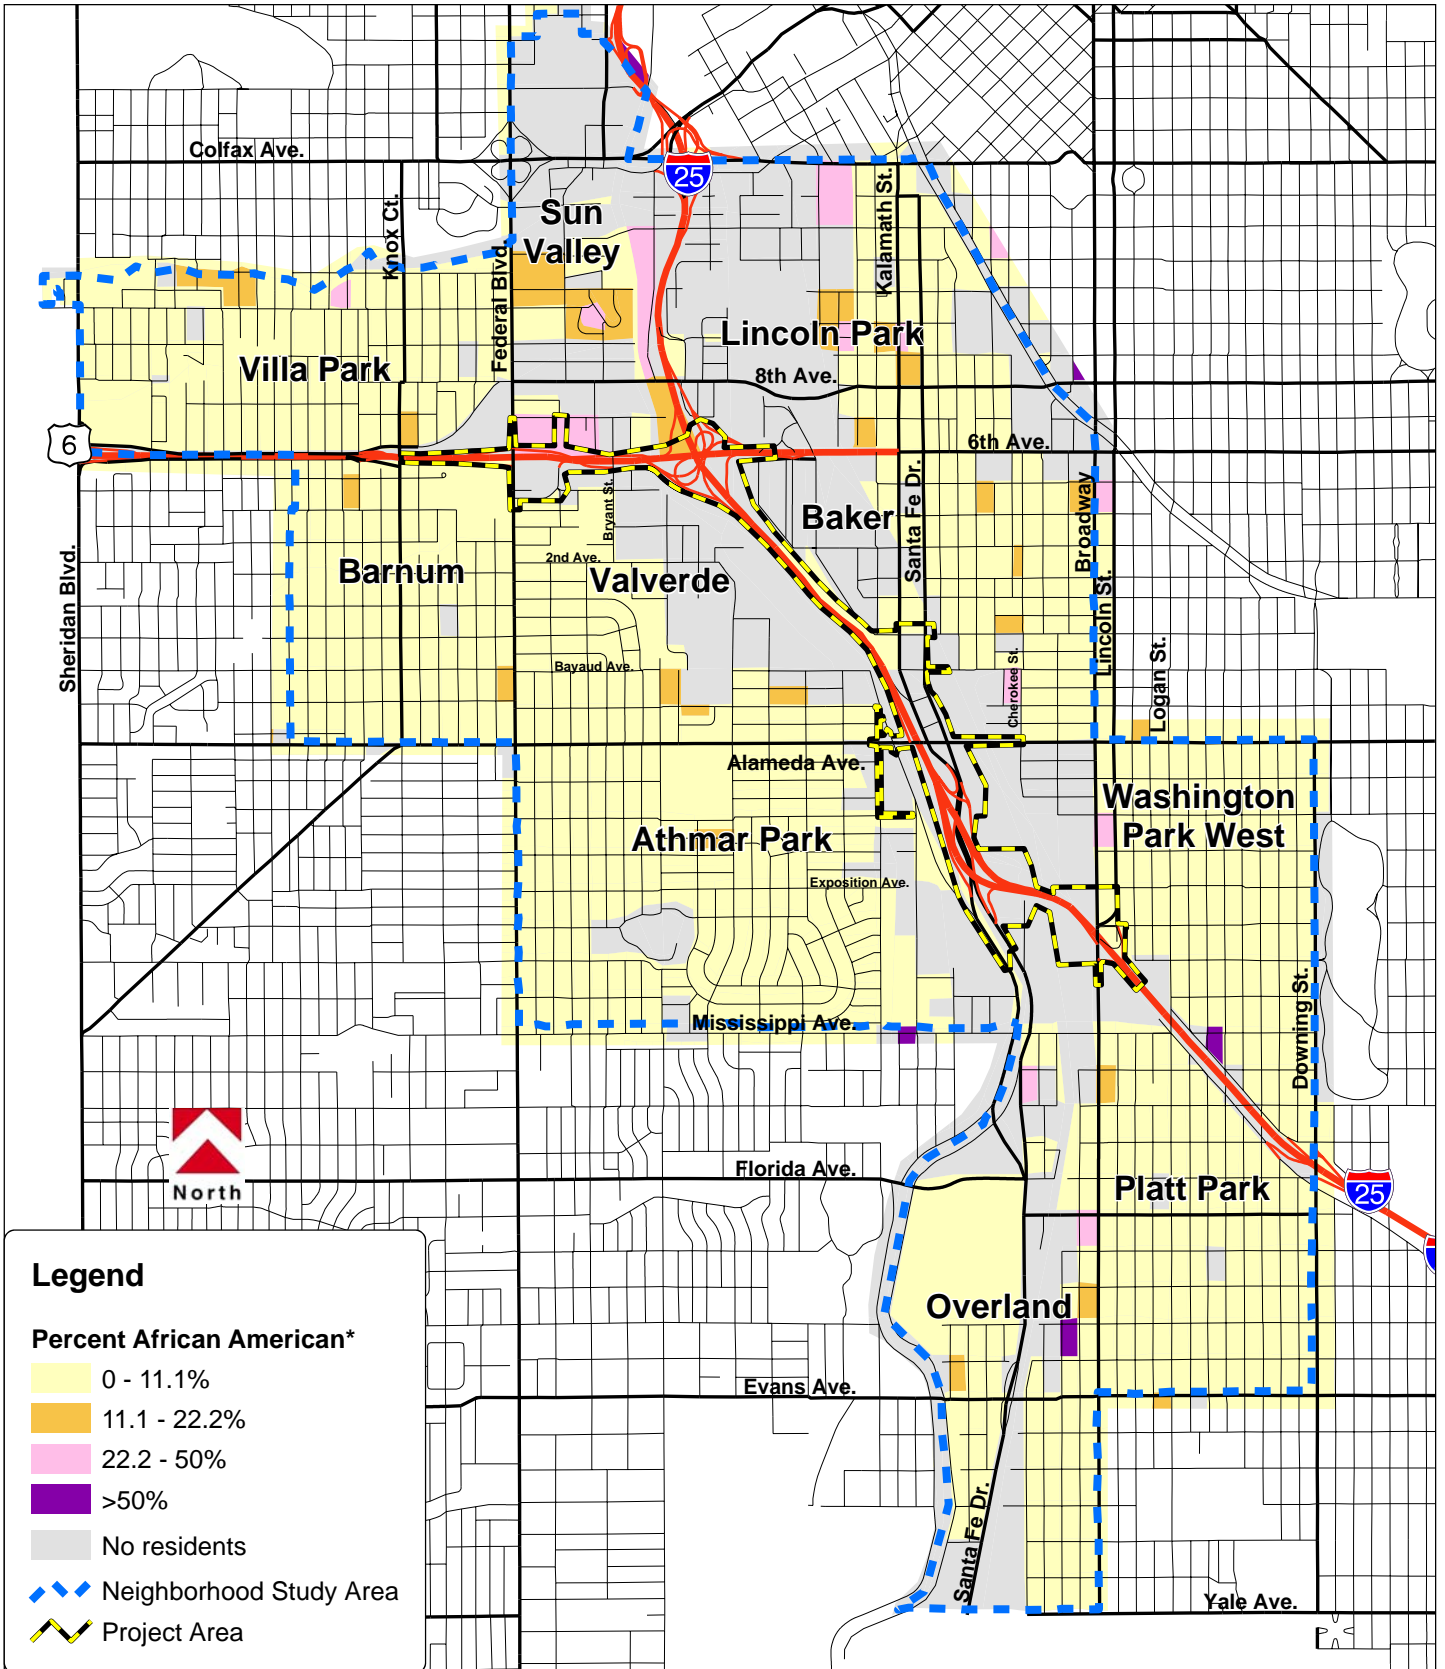 Colfax Ave.
25
Knox Ct.
Sun
Valley
Kalamath St.
Federal Blvd.
Lincoln Park
Villa Park
8th Ave.
6
6th Ave.
Broadway
Baker
Santa Fe Dr.
Bryant St.
2nd Ave.
Barnum
Valverde
Sheridan Blvd.
Lincoln St.
Bayaud Ave.
Cherokee St.
Logan St.
Alameda Ave.
Washington
Park West
Athmar Park
Exposition Ave.
Mississippi Ave.
Downing St.
North
Florida Ave.
Platt Park
25
Overland
Evans Ave.
Santa Fe Dr.
Yale Ave.
Legend
Percent African American*
0 - 11.1%
11.1 - 22.2%
22.2 - 50%
>50%
No residents
Neighborhood Study Area
Project Area